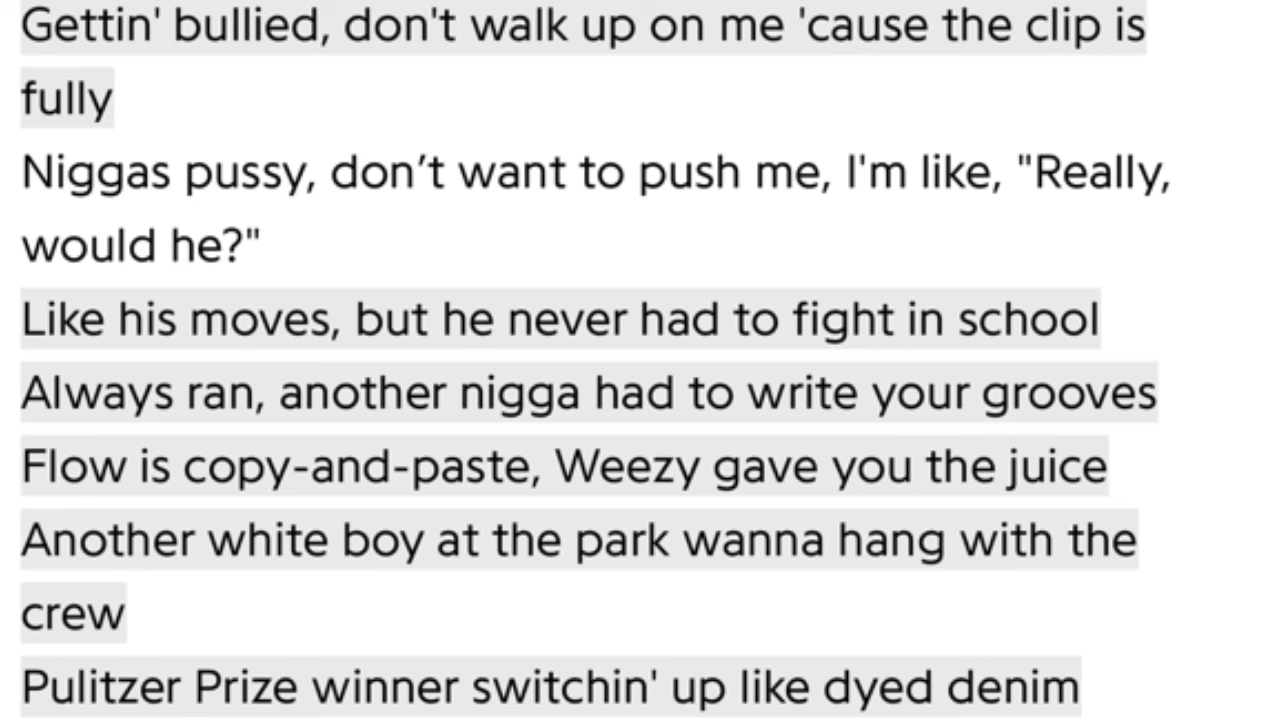 Gettin' bullied, don't walk up on me 'cause the clip is
fully
Niggas pussy, don’t want to push me, I'm like, "Really,
would he?"
Like his moves, but he never had to fight in school
Always ran, another nigga had to write your grooves
Flow is copy-and-paste, Weezy gave you the juice
Another white boy at the park wanna hang with the
crew
Pulitzer Prize winner switchin' up like dyed denim